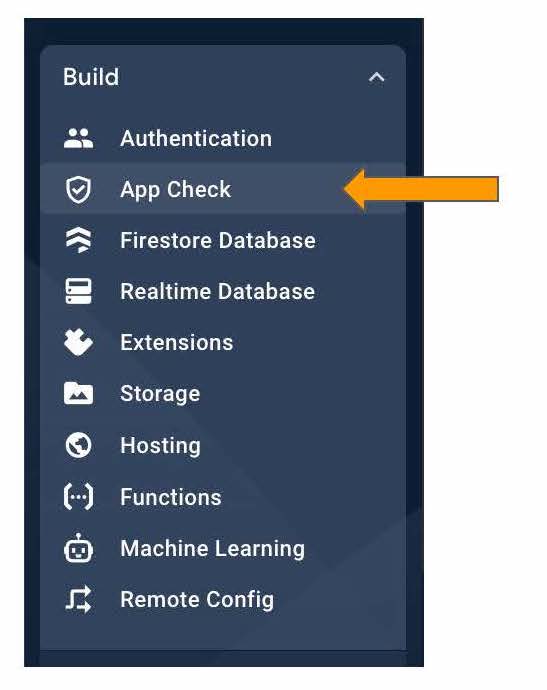 Build
Authentication
App Check
Firestore Database
Realtime Database
Extensions
Storage
Hosting
Functions
Machine Learning
Remote Config